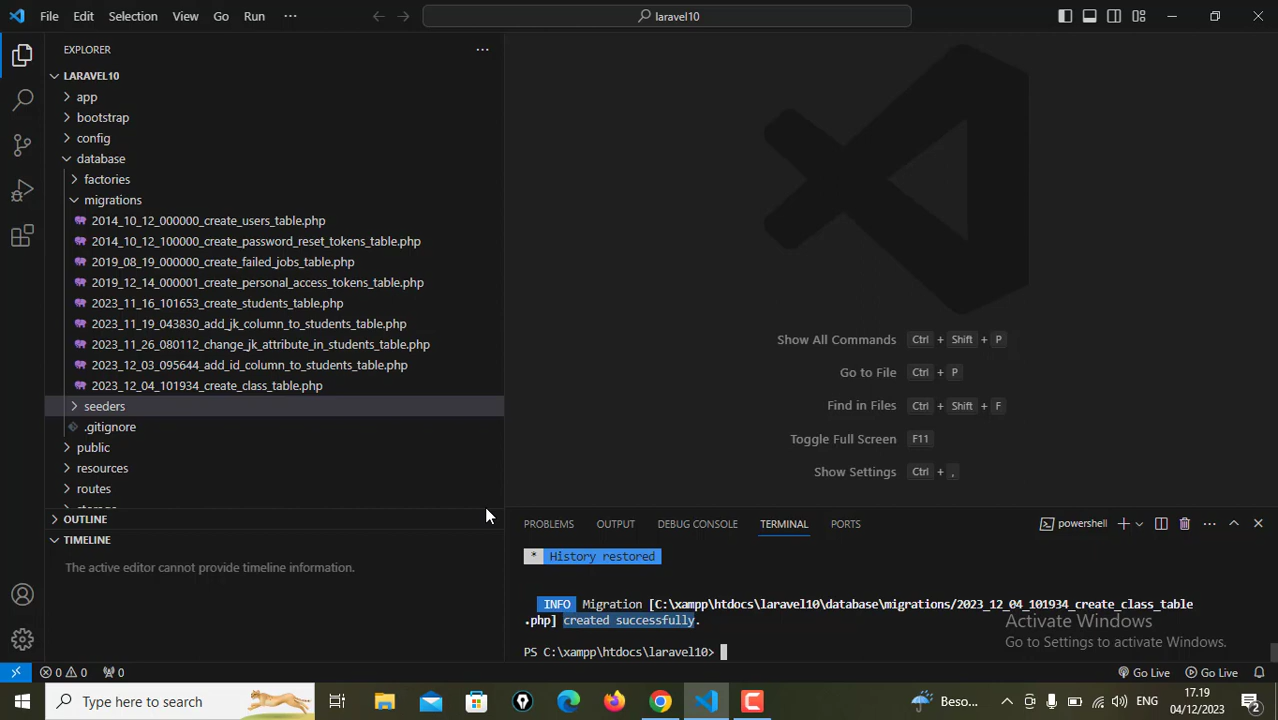 File Edit Selection View Go Run ··· laravel10
EXPLORER
LARAVEL10
app
bootstrap
config
database
factories
migrations
2014_10_12_000000_create_users_table.php
2014_10_12_100000_create_password_reset_tokens_table.php
2019_08_19_000000_create_failed_jobs_table.php
2019_12_14_000001_create_personal_access_tokens_table.php
2023_11_16_101653_create_students_table.php
2023_11_19_043830_add_jk_column_to_students_table.php
2023_11_26_080112_change_jk_attribute_in_students_table.php
2023_12_03_095644_add_id_column_to_students_table.php
2023_12_04_101934_create_class_table.php
seeders
.gitignore
public
resources
routes
storage
OUTLINE
TIMELINE
The active editor cannot provide timeline information.
Show All Commands Ctrl + Shift + P
Go to File Ctrl + P
Find in Files Ctrl + Shift + F
Toggle Full Screen F11
Show Settings Ctrl + ,
PROBLEMS OUTPUT DEBUG CONSOLE TERMINAL PORTS powershell
* History restored
INFO Migration [C:\xampp\htdocs\laravel10\database\migrations/2023_12_04_101934_create_class_table
.php] created successfully.
PS C:\xampp\htdocs\laravel10>
Activate Windows
Go to Settings to activate Windows.
0 0 0 Go Live Go Live
Type here to search Beso... ENG 17.19
04/12/2023 2